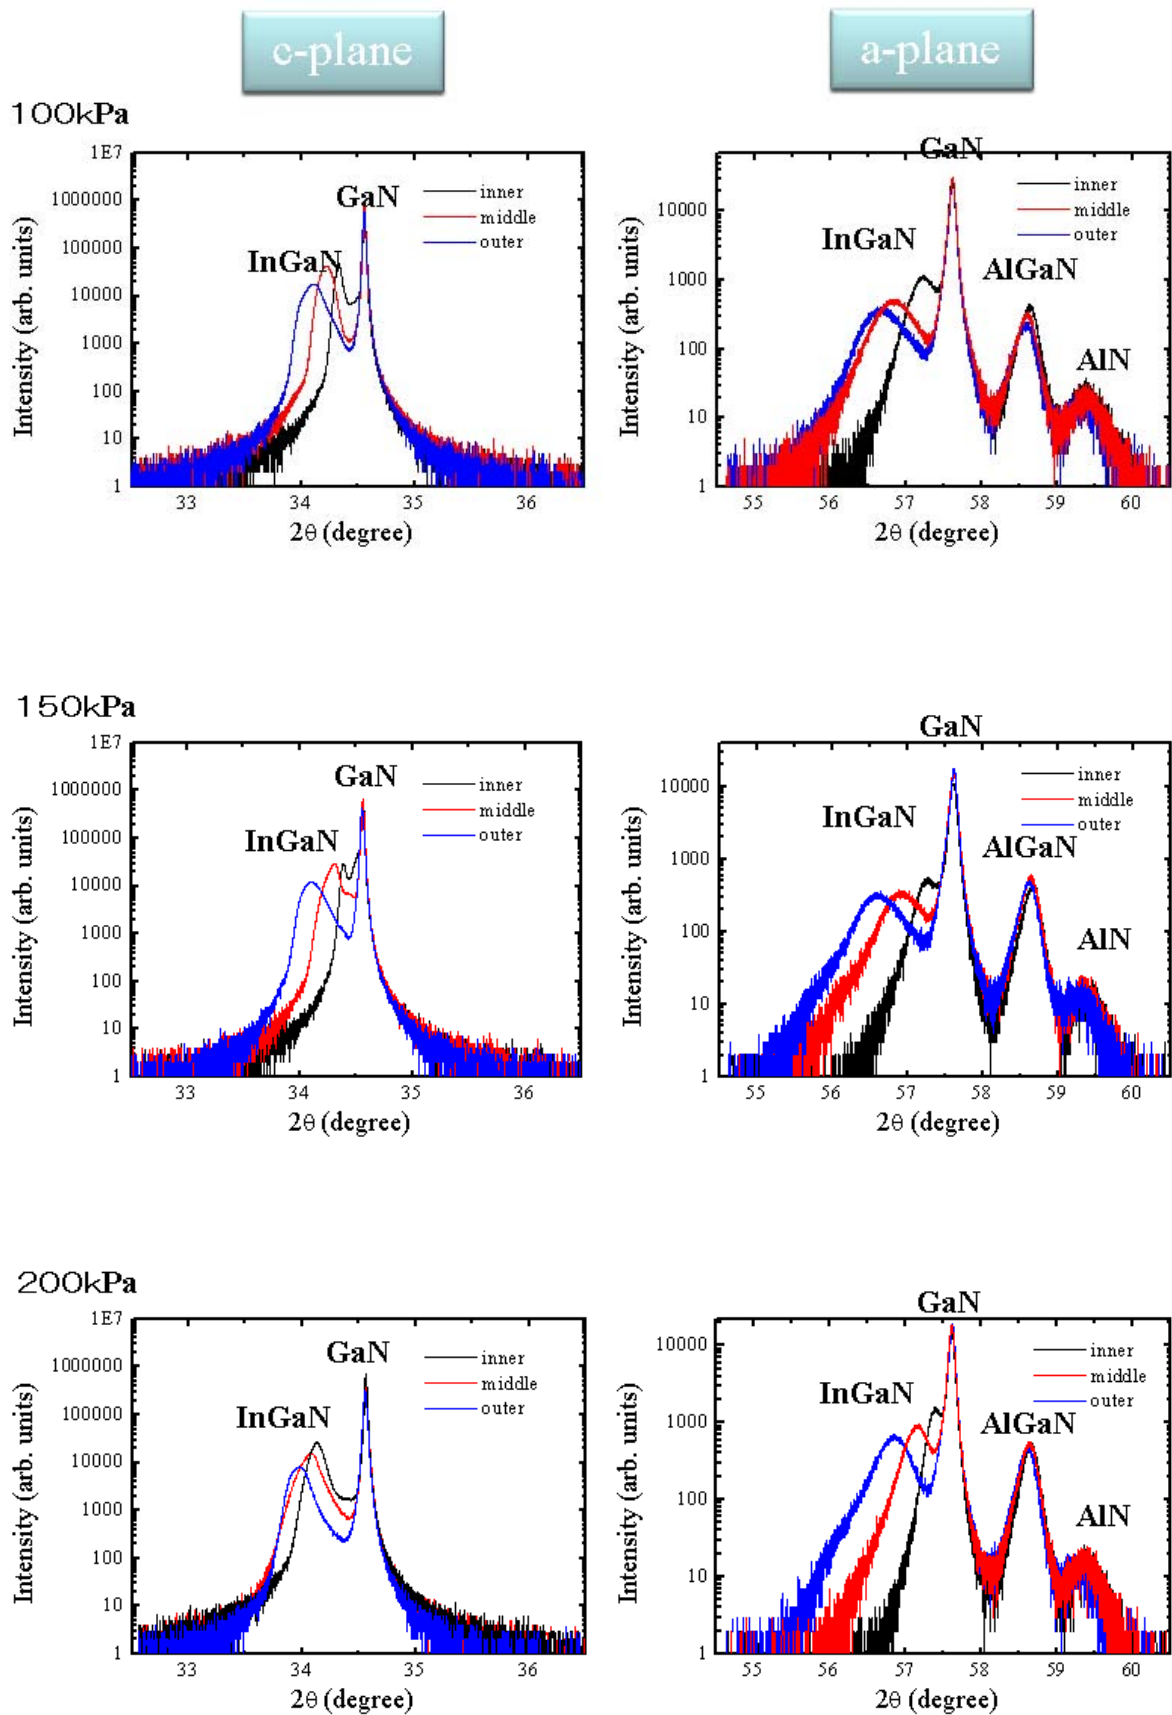 c-plane
a-plane
100kPa
1E7
1000000
100000
10000
1000
100
10
1
Intensity (arb. units)
InGaN
GaN
inner
middle
outer
33
34
35
36
2θ (degree)
10000
1000
100
10
1
Intensity (arb. units)
InGaN
GaN
AlGaN
AlN
inner
middle
outer
55
56
57
58
59
60
2θ (degree)
150kPa
1E7
1000000
100000
10000
1000
100
10
1
Intensity (arb. units)
InGaN
GaN
inner
middle
outer
33
34
35
36
2θ (degree)
10000
1000
100
10
1
Intensity (arb. units)
InGaN
GaN
AlGaN
AlN
inner
middle
outer
55
56
57
58
59
60
2θ (degree)
200kPa
1E7
1000000
100000
10000
1000
100
10
1
Intensity (arb. units)
InGaN
GaN
inner
middle
outer
33
34
35
36
2θ (degree)
10000
1000
100
10
1
Intensity (arb. units)
InGaN
GaN
AlGaN
AlN
inner
middle
outer
55
56
57
58
59
60
2θ (degree)